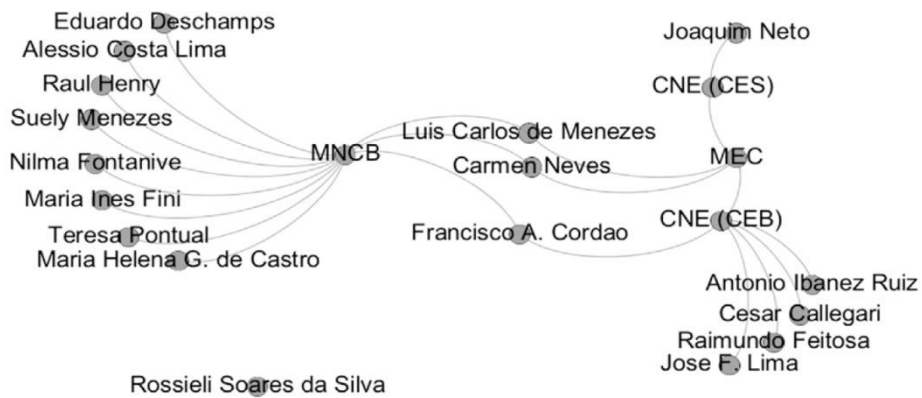 Eduardo Deschamps
Alessio Costa Lima
Raul Henry
Suely Menezes
Nilma Fontanive
Maria Ines Fini
Teresa Pontual
Maria Helena G. de Castro
MNCB
Luis Carlos de Menezes
Carmen Neves
Francisco A. Cordao
Joaquim Neto
CNE (CES)
MEC
CNE (CEB)
Antonio Ibanez Ruiz
Cesar Callegari
Raimundo Feitosa
Jose F. Lima
Rossieli Soares da Silva